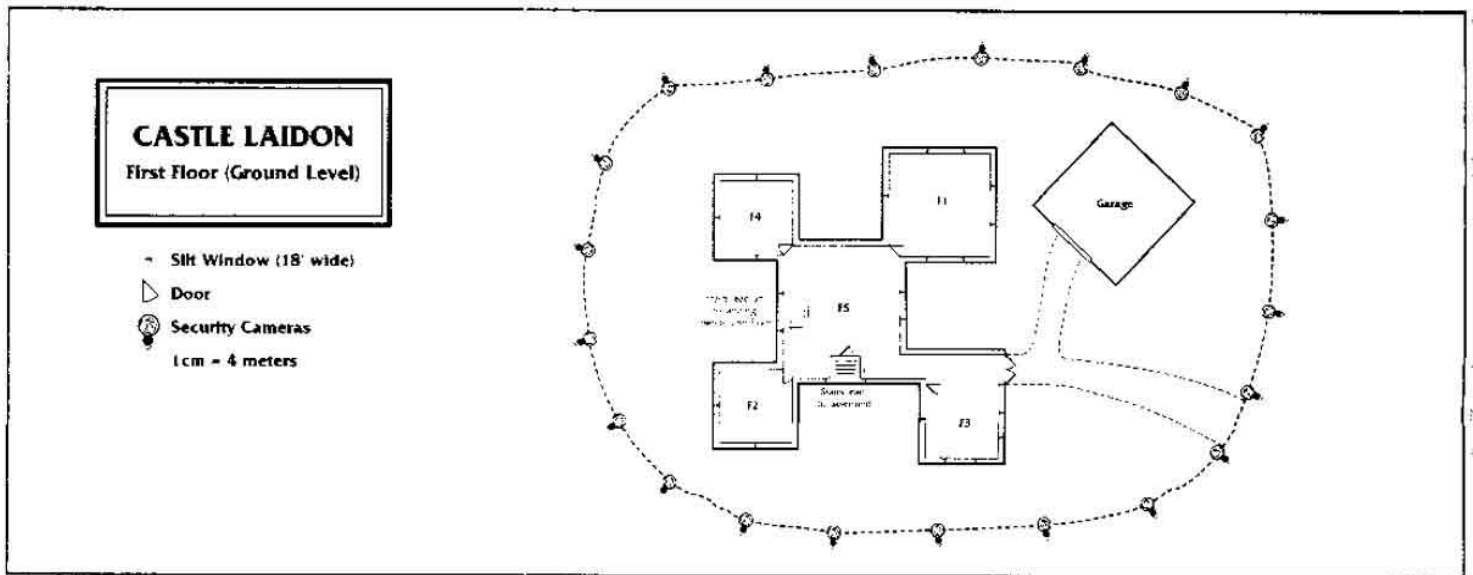 CASTLE LAIDON
First Floor (Ground Level)
Slit Window (18' wide)
Door
Security Cameras
1cm = 4 meters
F4
F1
Garage
F5
F2
F3
Stairs